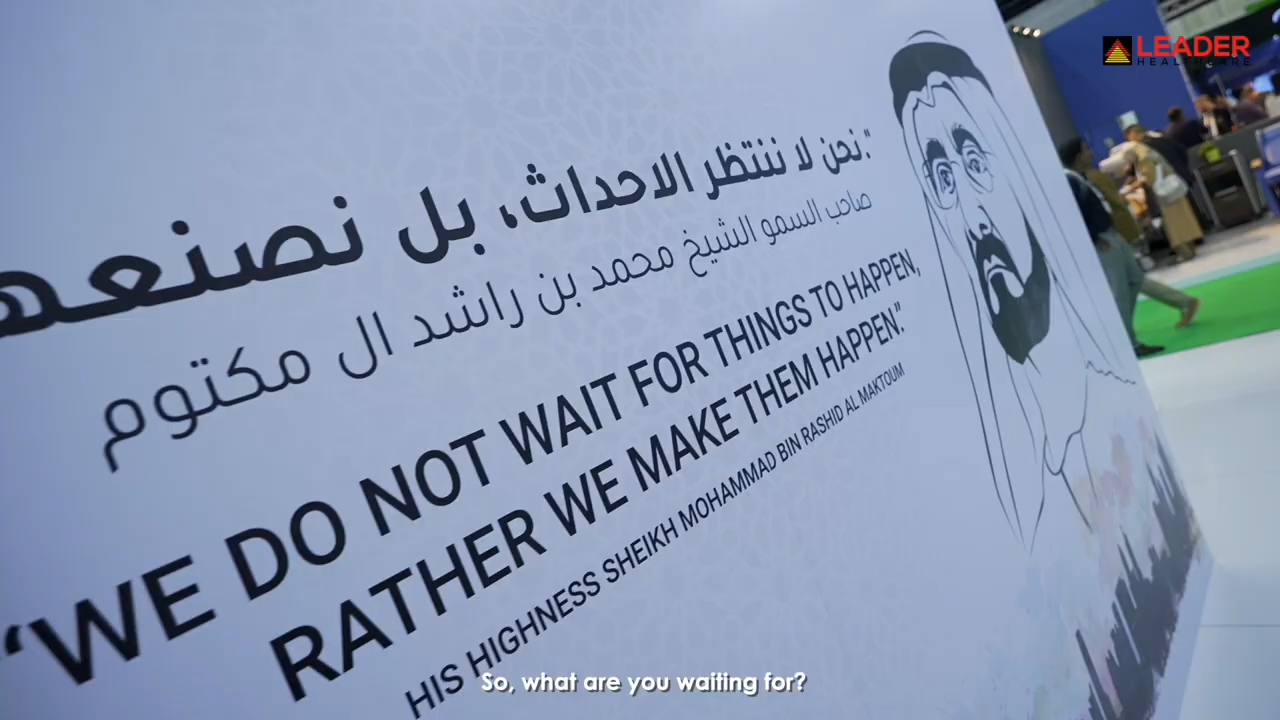 LEADER
HEALTHCARE
"نحن لا ننتظر الاحداث، بل نصنعه
صاحب السمو الشيخ محمد بن راشد ال مكتوم
“WE DO NOT WAIT FOR THINGS TO HAPPEN,
RATHER WE MAKE THEM HAPPEN.”
HIS HIGHNESS SHEIKH MOHAMMAD BIN RASHID AL MAKTOUM
So, what are you waiting for?